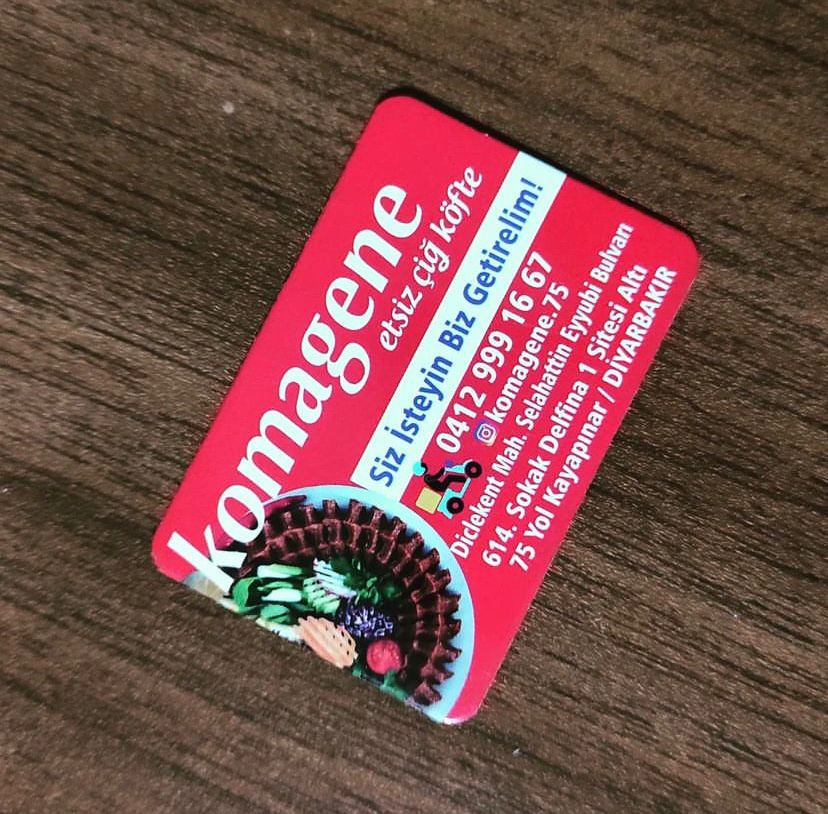 komagene
etsiz çiğ köfte
Siz İsteyin Biz Getirelim!
0412 999 16 67
komagene.75
Diclekent Mah. Selahattin Eyyubi Bulvarı
614. Sokak Delfina 1 Sitesi Altı
75 Yol Kayapınar / DİYARBAKIR